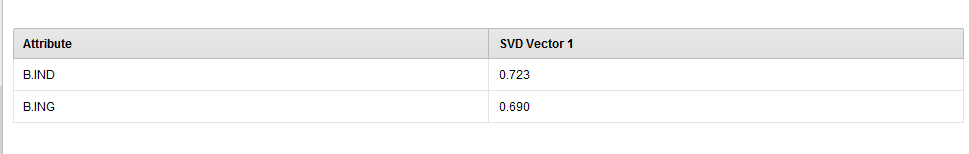 Attribute SVD Vector 1
B.IND 0.723
B.ING 0.690